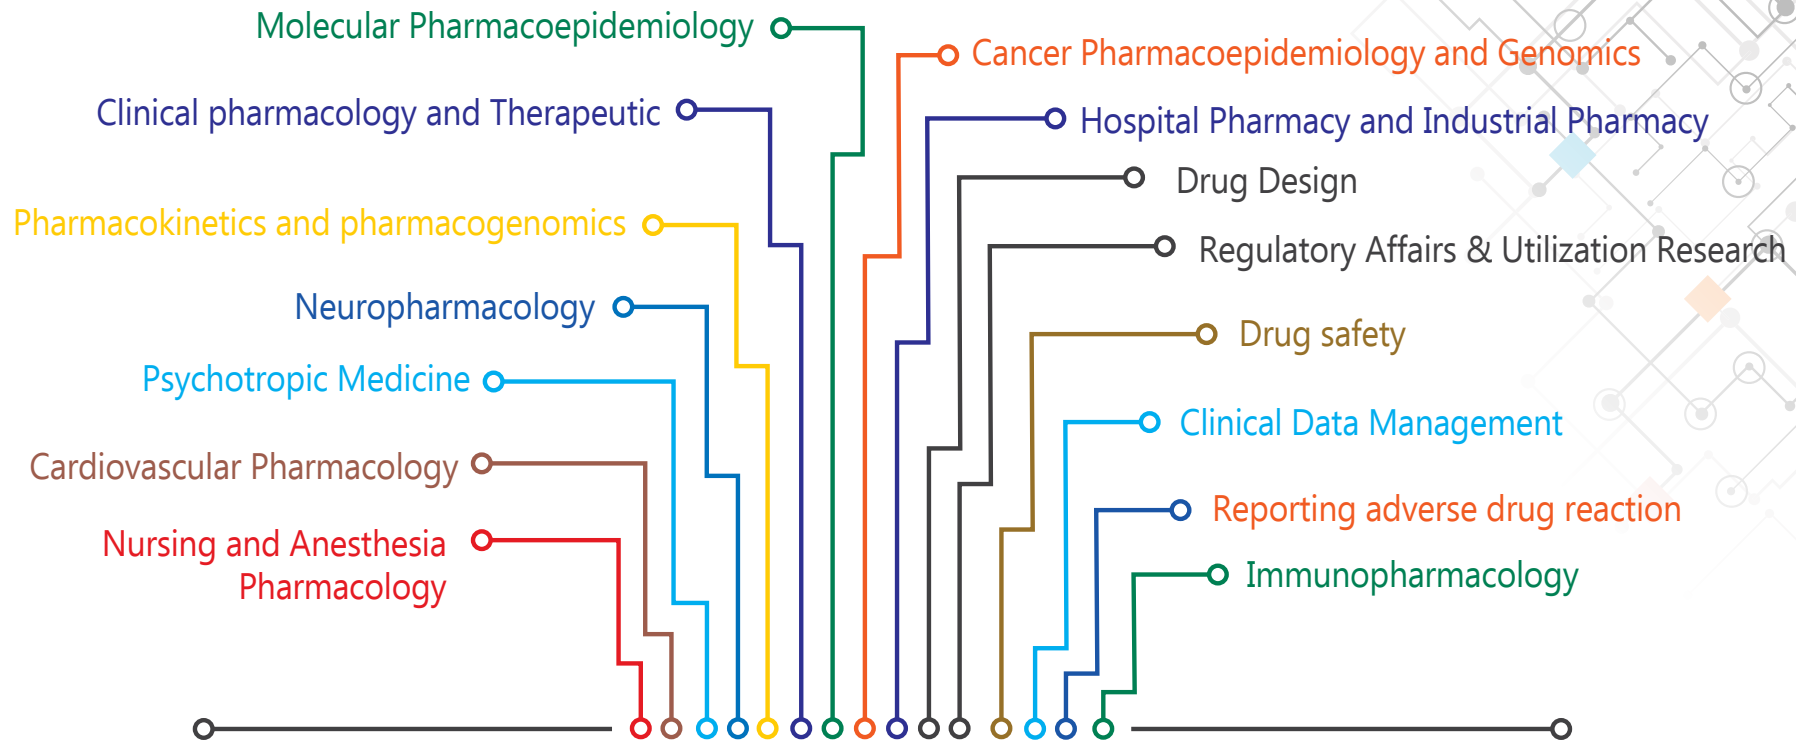 Molecular Pharmacoepidemiology
Clinical pharmacology and Therapeutic
Pharmacokinetics and pharmacogenomics
Neuropharmacology
Psychotropic Medicine
Cardiovascular Pharmacology
Nursing and Anesthesia
Pharmacology
Cancer Pharmacoepidemiology and Genomics
Hospital Pharmacy and Industrial Pharmacy
Drug Design
Regulatory Affairs & Utilization Research
Drug safety
Clinical Data Management
Reporting adverse drug reaction
Immunopharmacology